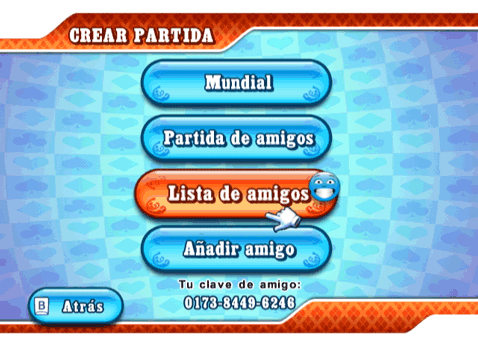 CREAR PARTIDA
Mundial
Partida de amigos
Lista de amigos
Añadir amigo
Tu clave de amigo:
0173-8449-6246
B Atrás